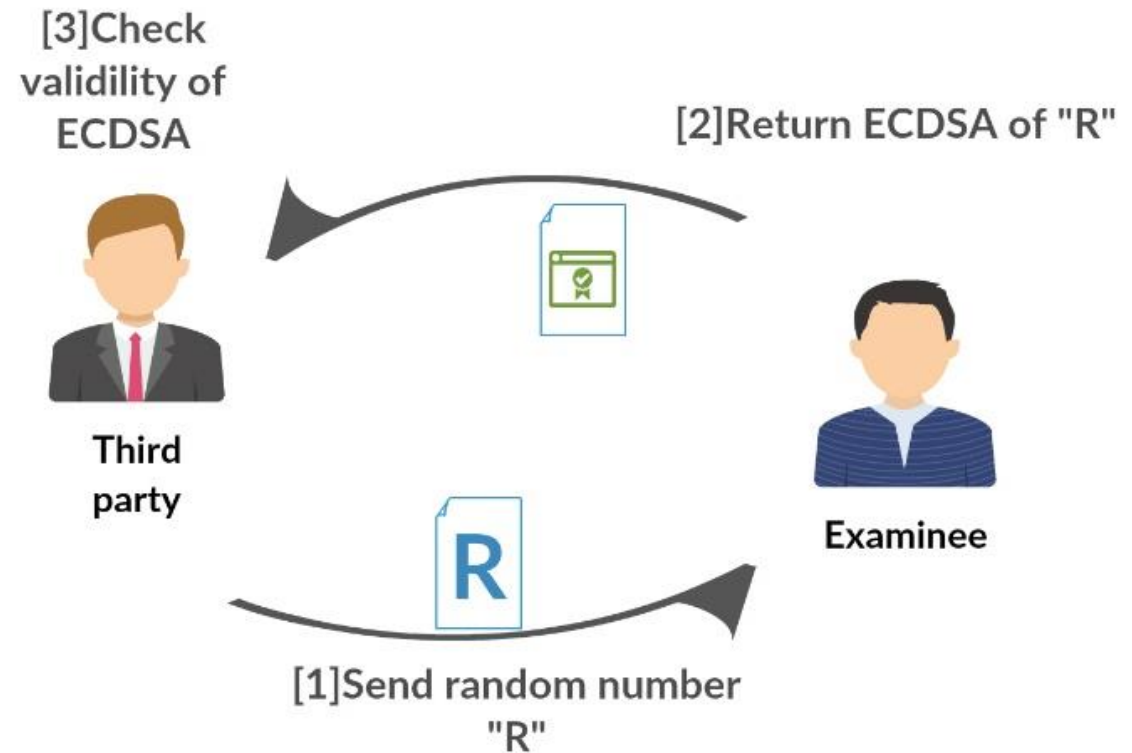 [3]Check
validility of
ECDSA
[2]Return ECDSA of "R"
Third
party
Examinee
R
[1]Send random number
"R"